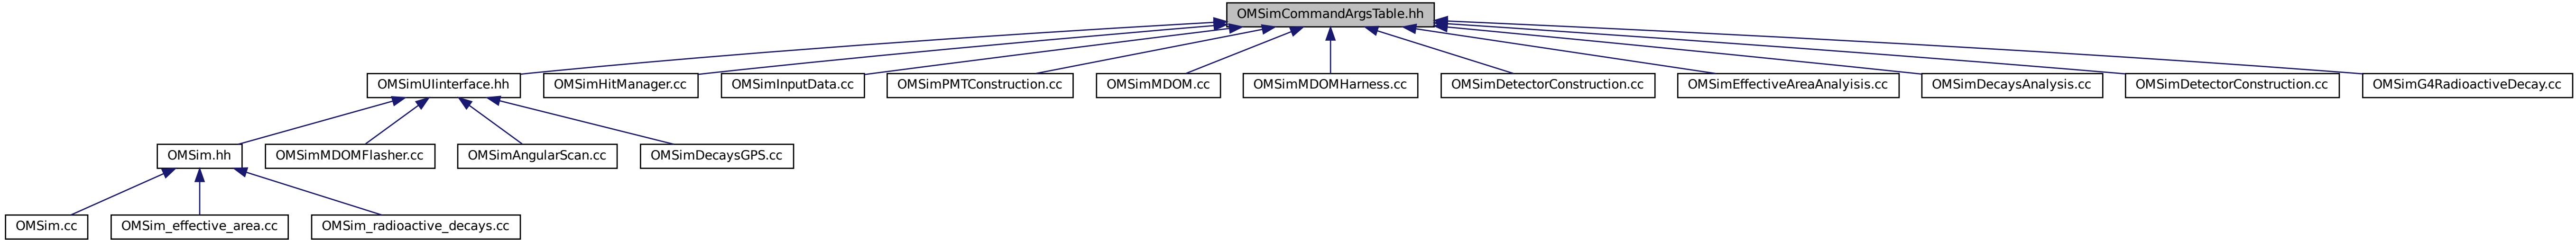 OMSimCommandArgsTable.hh
OMSimUIinterface.hh
OMSimHitManager.cc
OMSimInputData.cc
OMSimPMTConstruction.cc
OMSimMDOM.cc
OMSimMDOMHarness.cc
OMSimDetectorConstruction.cc
OMSimEffectiveAreaAnalyisis.cc
OMSimDecaysAnalysis.cc
OMSimDetectorConstruction.cc
OMSimG4RadioactiveDecay.cc
OMSim.hh
OMSimMDOMFlasher.cc
OMSimAngularScan.cc
OMSimDecaysGPS.cc
OMSim.cc
OMSim_effective_area.cc
OMSim_radioactive_decays.cc